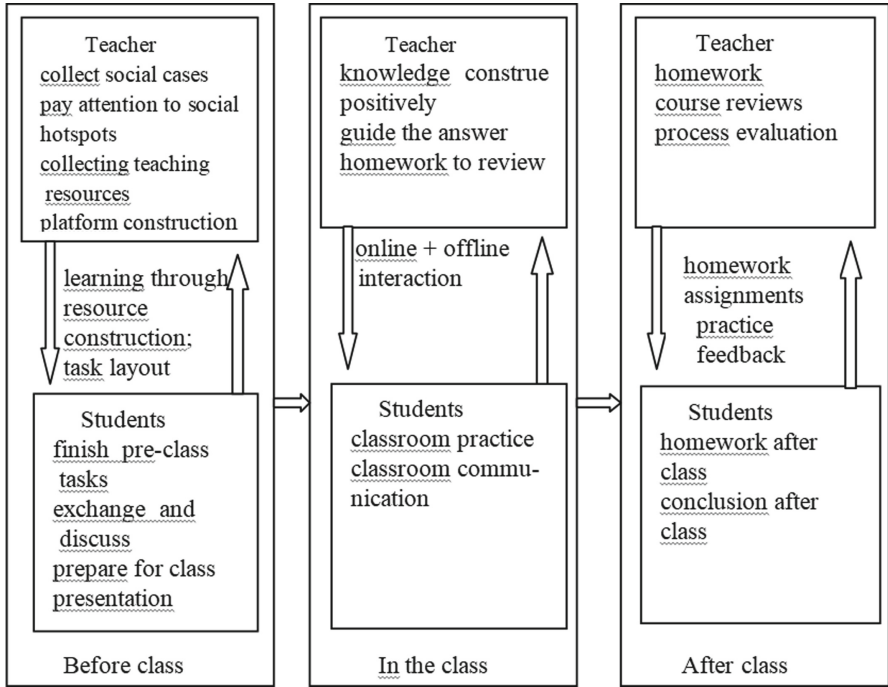 Teacher
collect social cases
pay attention to social
hotspots
collecting teaching
resources
platform construction
learning through
resource
construction;
task layout
Students
finish pre-class
tasks
exchange and
discuss
prepare for class
presentation
Before class
Teacher
knowledge construe
positively
guide the answer
homework to review
online + offline
interaction
Students
classroom practice
classroom commu-
nication
In the class
Teacher
homework
course reviews
process evaluation
homework
assignments
practice
feedback
Students
homework after
class
conclusion after
class
After class